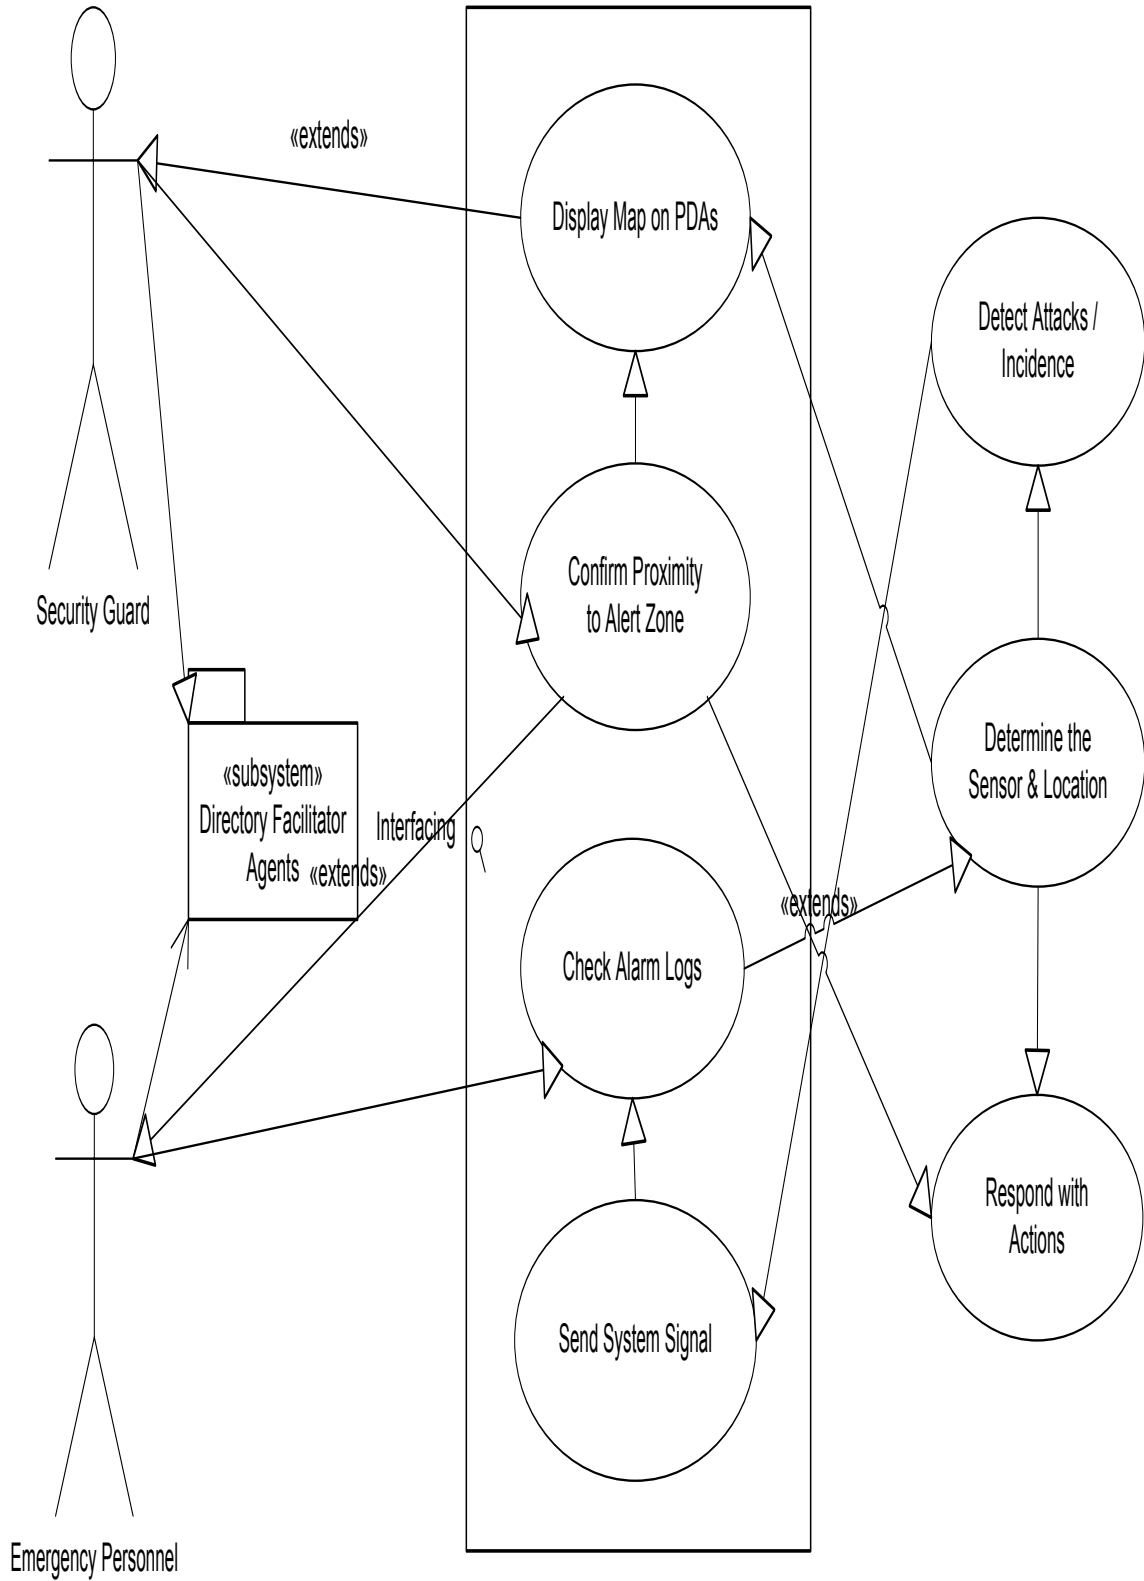 «extends»
Display Map on PDAs
Detect Attacks /
Incidence
Confirm Proximity
to Alert Zone
Security Guard
Determine the
Sensor & Location
«subsystem»
Directory Facilitator
Agents
«extends»
Interfacing
«extends»
Check Alarm Logs
Respond with
Actions
Send System Signal
Emergency Personnel